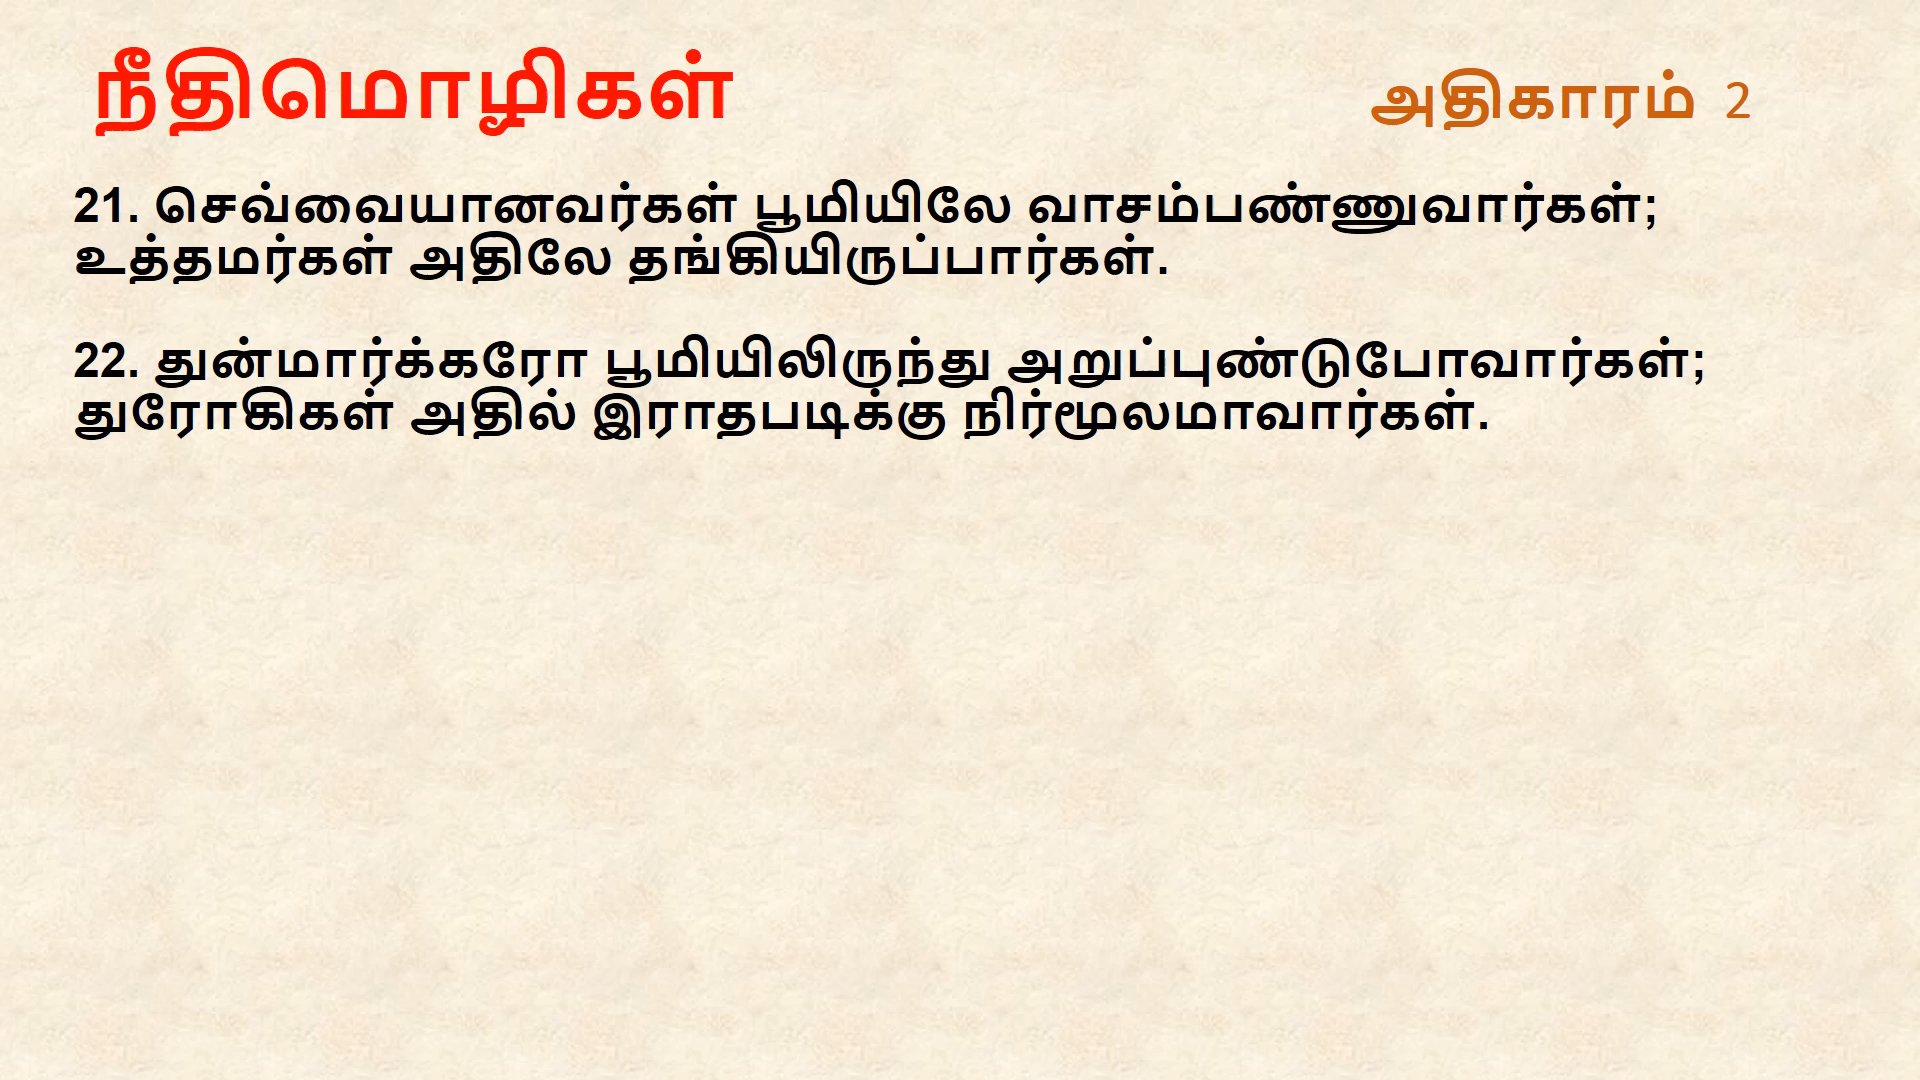 நீதிமொழிகள்
அதிகாரம் 2
21. செவ்வையானவர்கள் பூமியிலே வாசம்பண்ணுவார்கள்;
உத்தமர்கள் அதிலே தங்கியிருப்பார்கள்.
22. துன்மார்க்கரோ பூமியிலிருந்து அறுப்புண்டுபோவார்கள்;
துரோகிகள் அதில் இராதபடிக்கு நிர்மூலமாவார்கள்.